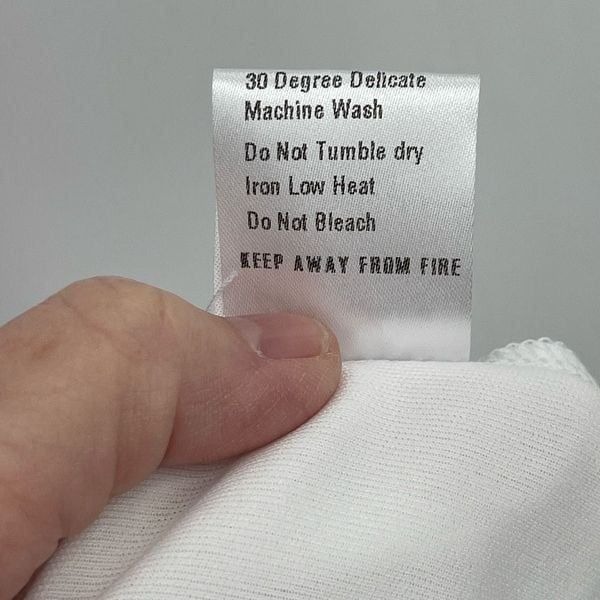 30 Degree Delicate
Machine Wash
Do Not Tumble dry
Iron Low Heat
Do Not Bleach
KEEP AWAY FROM FIRE